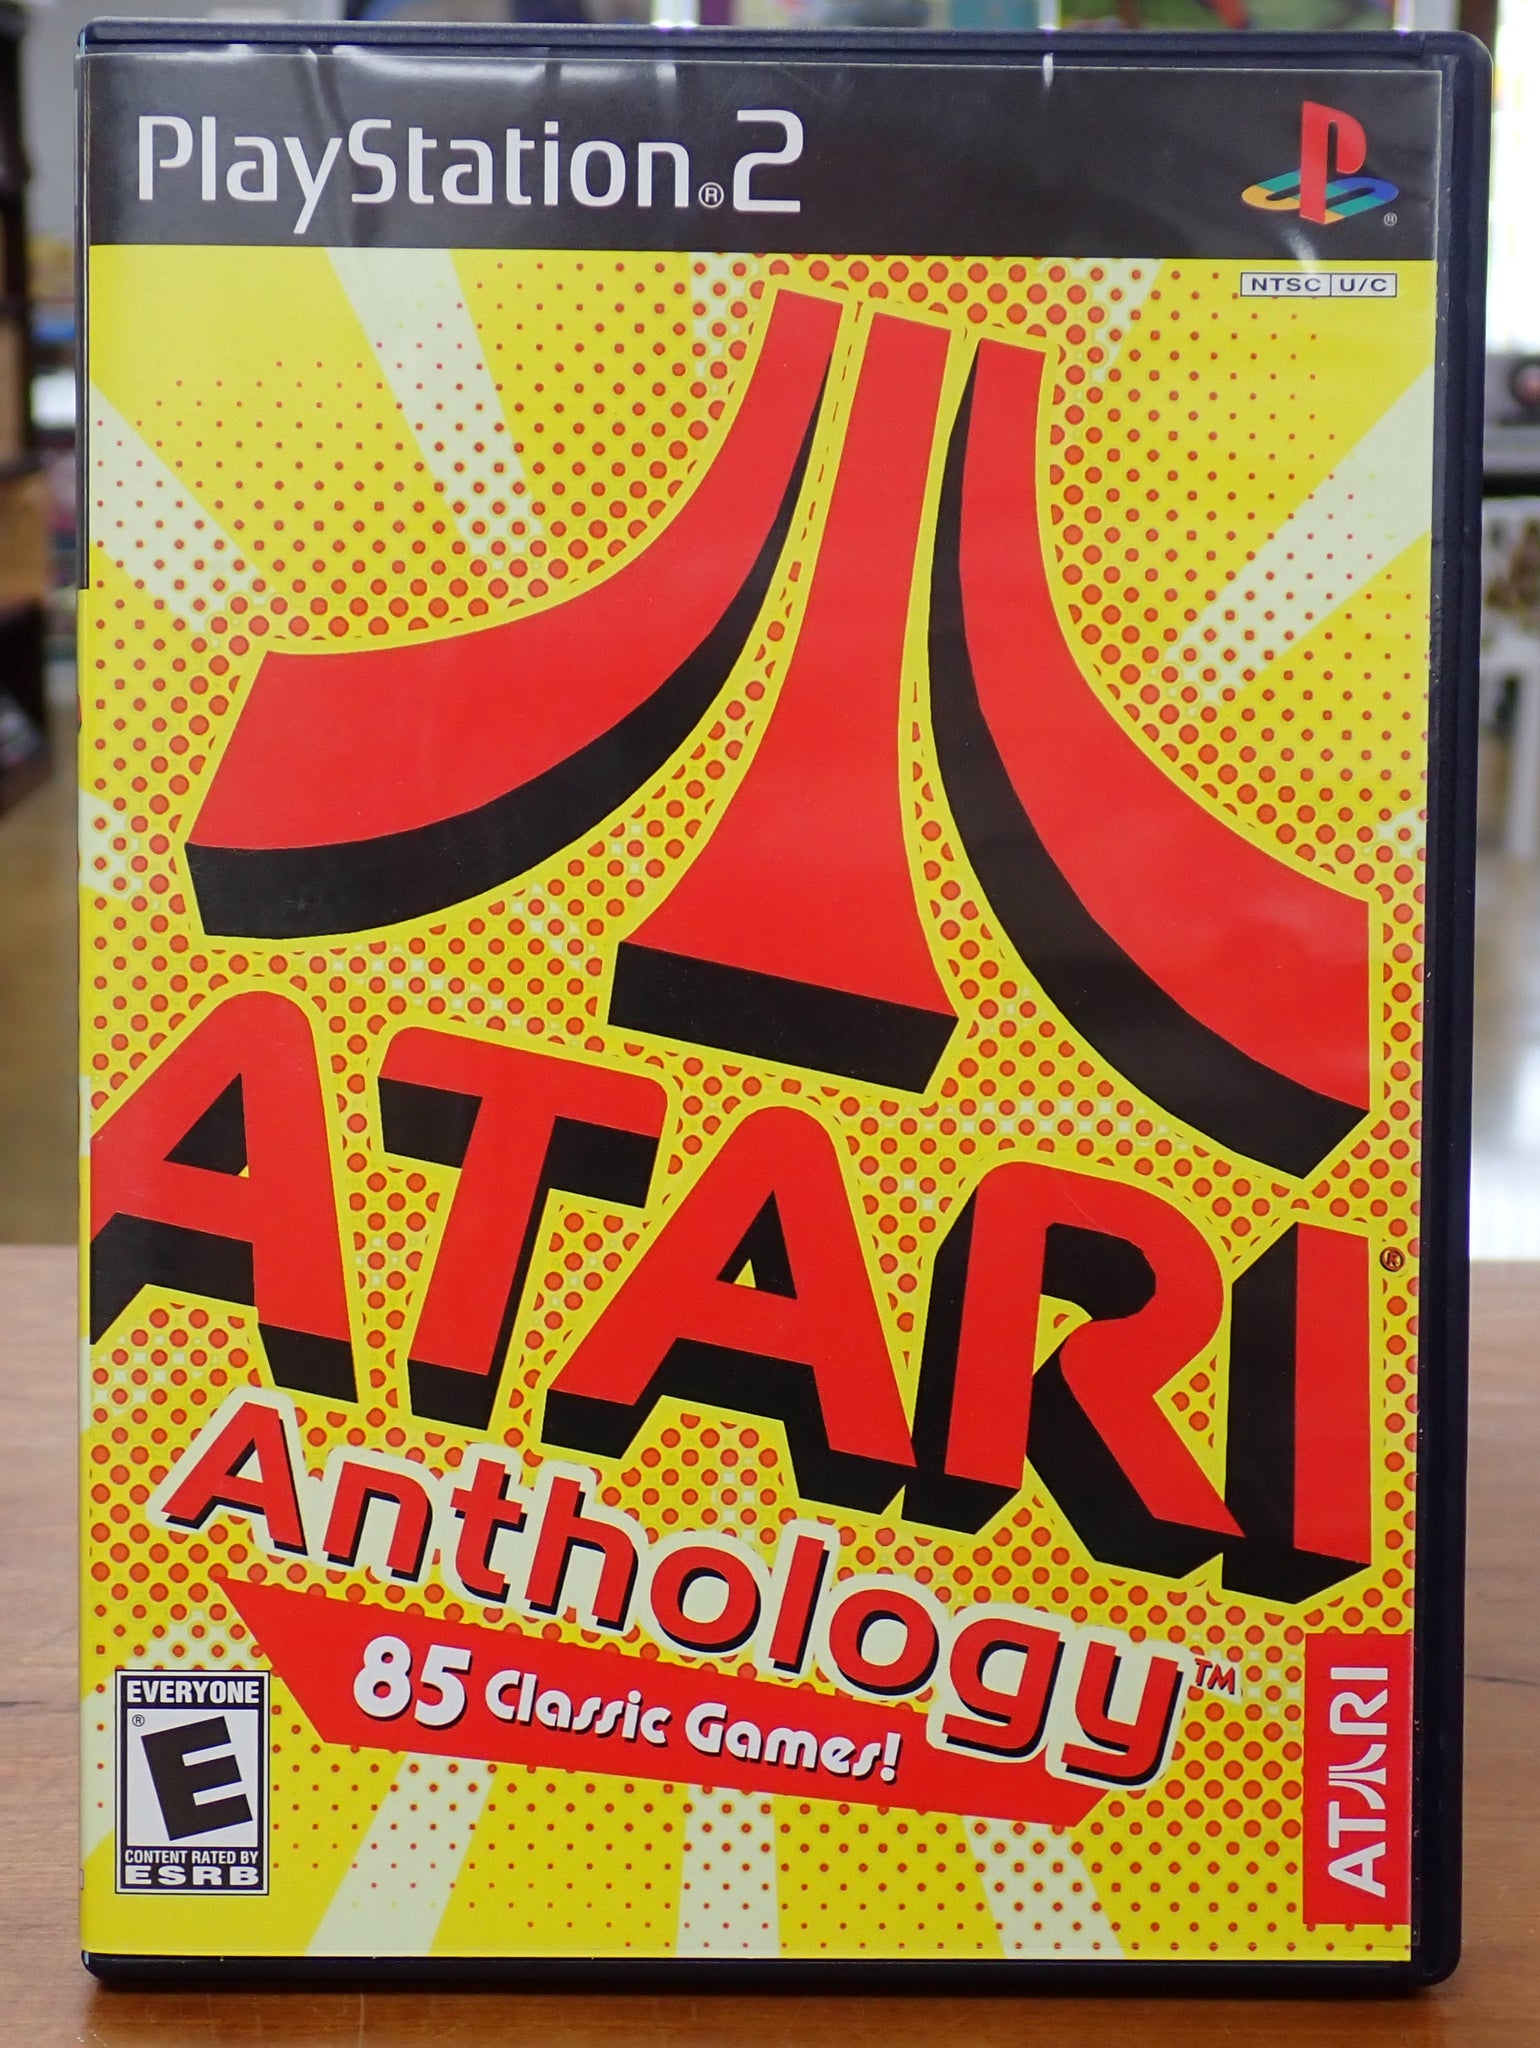 PlayStation®2
®
NTSC U/C
ATARI®
Anthology™
85 Classic Games!
EVERYONE
®
E
CONTENT RATED BY
ESRB
ATARI